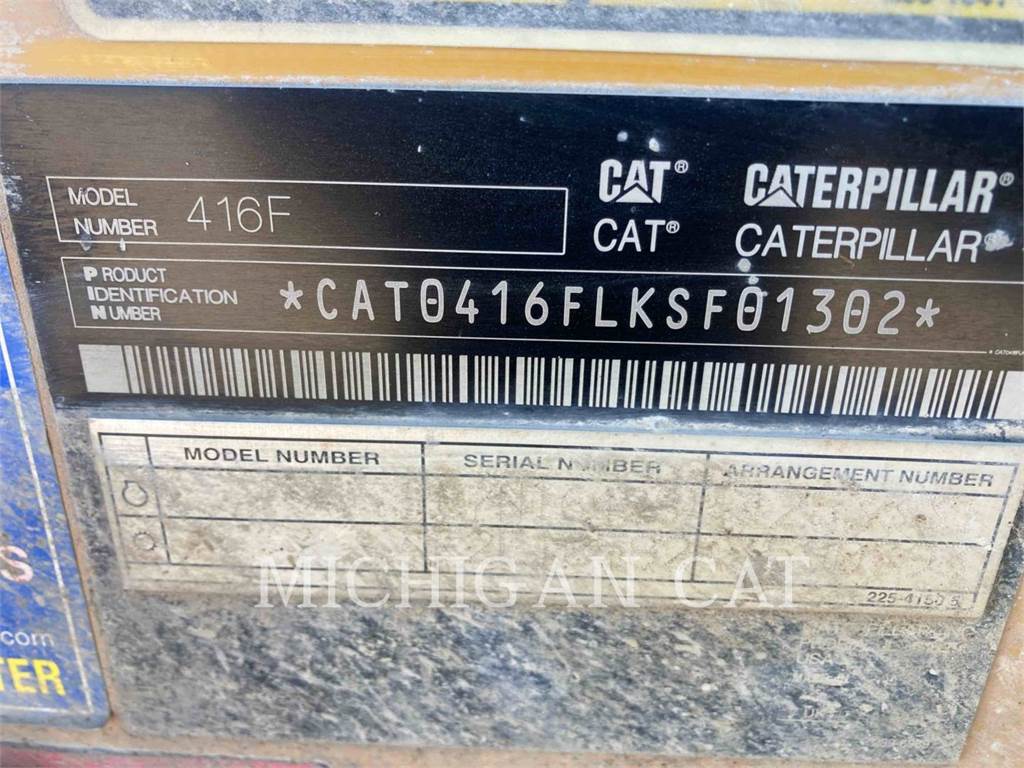 MODEL NUMBER 416F
CAT® CATERPILLAR®
CAT® CATERPILLAR®
PRODUCT IDENTIFICATION NUMBER *CAT0416FLKSF01302*
MODEL NUMBER SERIAL NUMBER ARRANGEMENT NUMBER
MICHIGAN CAT
225-4150 5
S
.com
TER